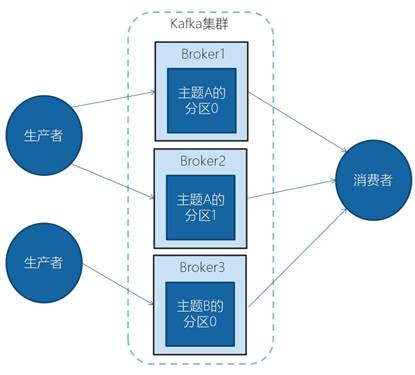 Kafka集群
Broker1
主题A的
分区0
生产者
Broker2
主题A的
分区1
消费者
生产者
Broker3
主题B的
分区0